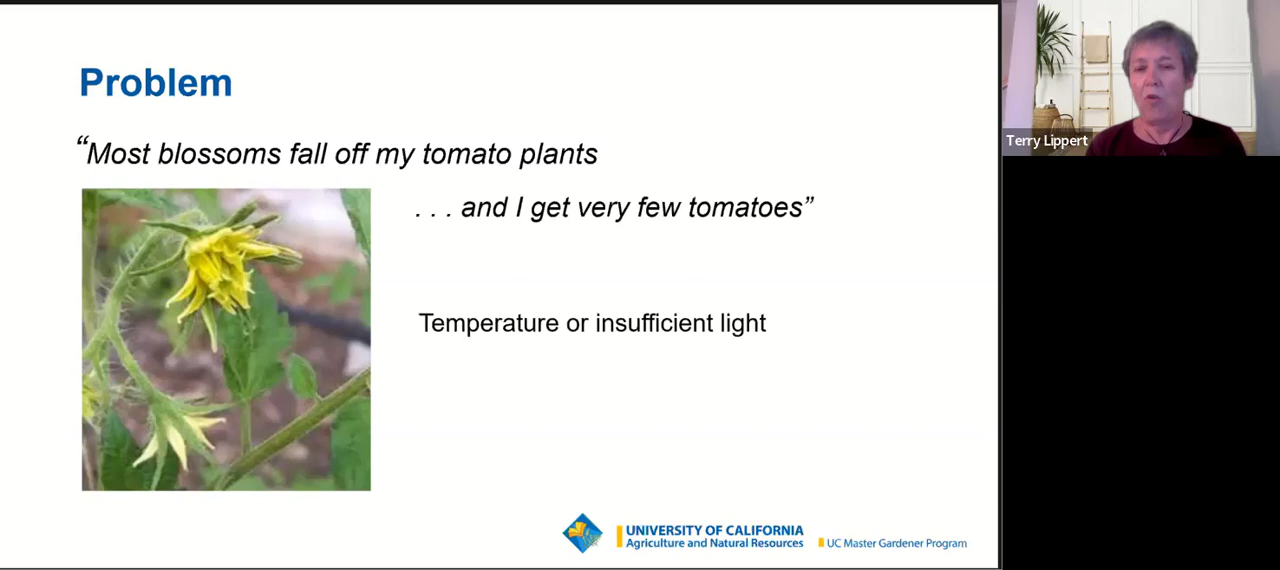 Problem
“Most blossoms fall off my tomato plants
. . . and I get very few tomatoes”
Temperature or insufficient light
UNIVERSITY OF CALIFORNIA
Agriculture and Natural Resources
UC Master Gardener Program
Terry Lippert